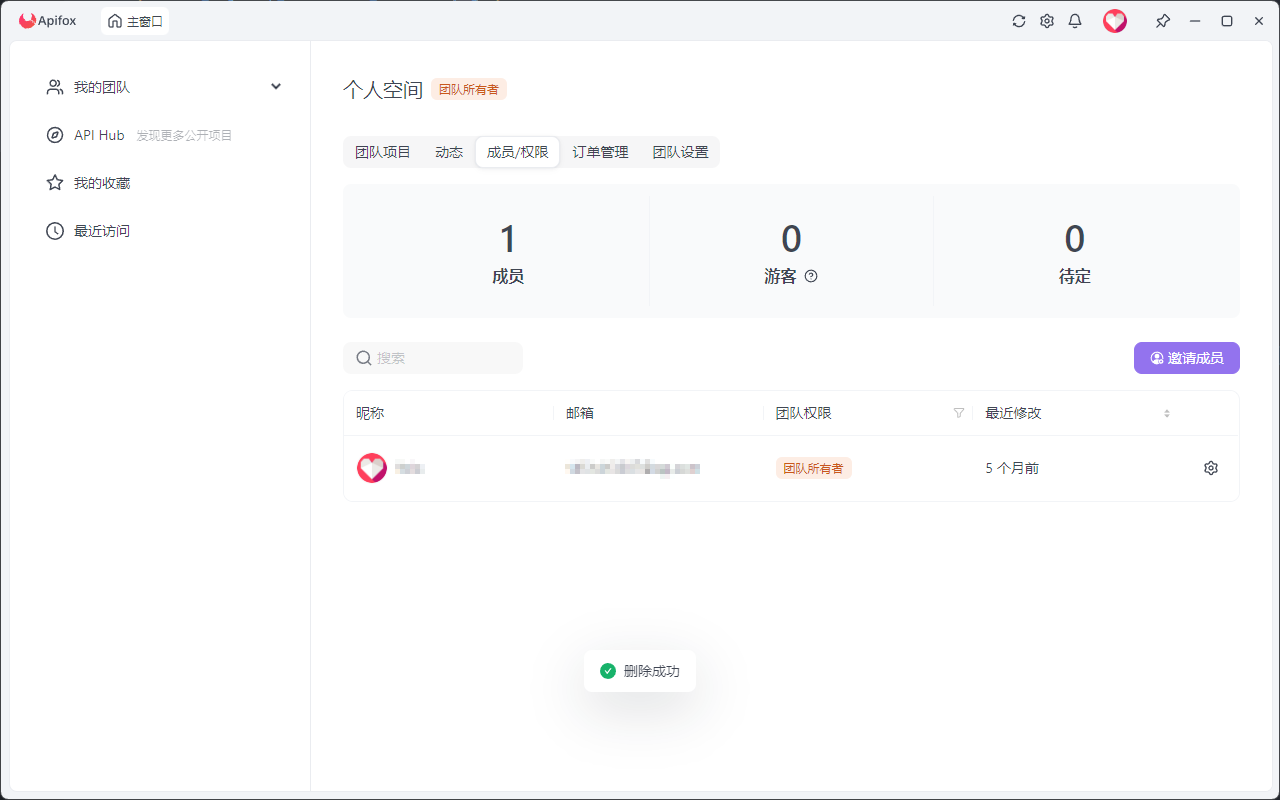 Apifox 主窗口
我的团队
API Hub 发现更多公开项目
我的收藏
最近访问
个人空间 团队所有者
团队项目 动态 成员/权限 订单管理 团队设置
1 0 0
成员 游客 待定
搜索 邀请成员
昵称 邮箱 团队权限 最近修改
团队所有者 5 个月前
删除成功